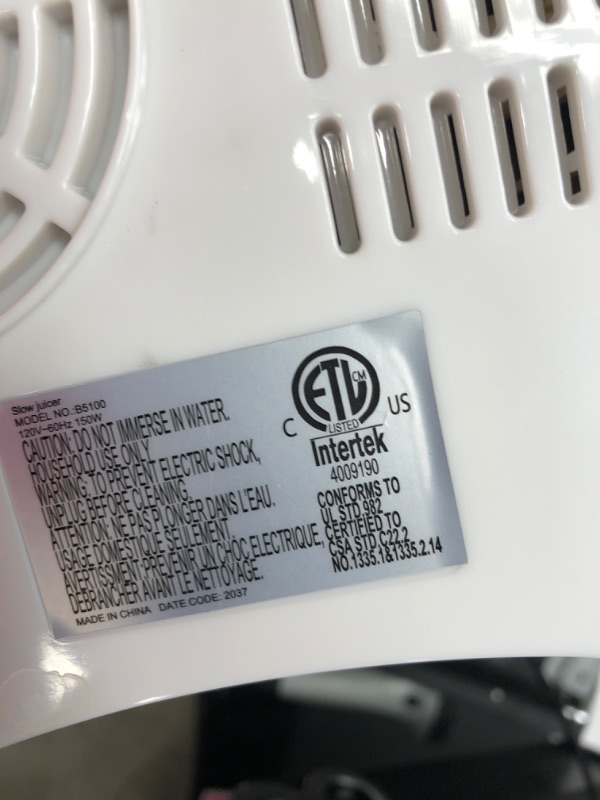 Slow juicer
MODEL NO.:B5100
120V~60Hz 150W
CAUTION: DO NOT IMMERSE IN WATER.
HOUSEHOLD USE ONLY
WARNING: TO PREVENT ELECTRIC SHOCK,
UNPLUG BEFORE CLEANING.
ATTENTION: NE PAS PLONGER DANS L'EAU.
USAGE DOMESTIQUE SEULEMENT.
AVERTISSMENT:PREVENIR UN CHOC ELECTRIQUE,
DEBRANCHER AVANT LE NETTOYAGE.
MADE IN CHINA DATE CODE: 2037
ETL CM
LISTED
C US
Intertek
4009190
CONFORMS TO
UL STD.982
CERTIFIED TO
CSA STD C22.2
NO.1335.1&1335.2.14